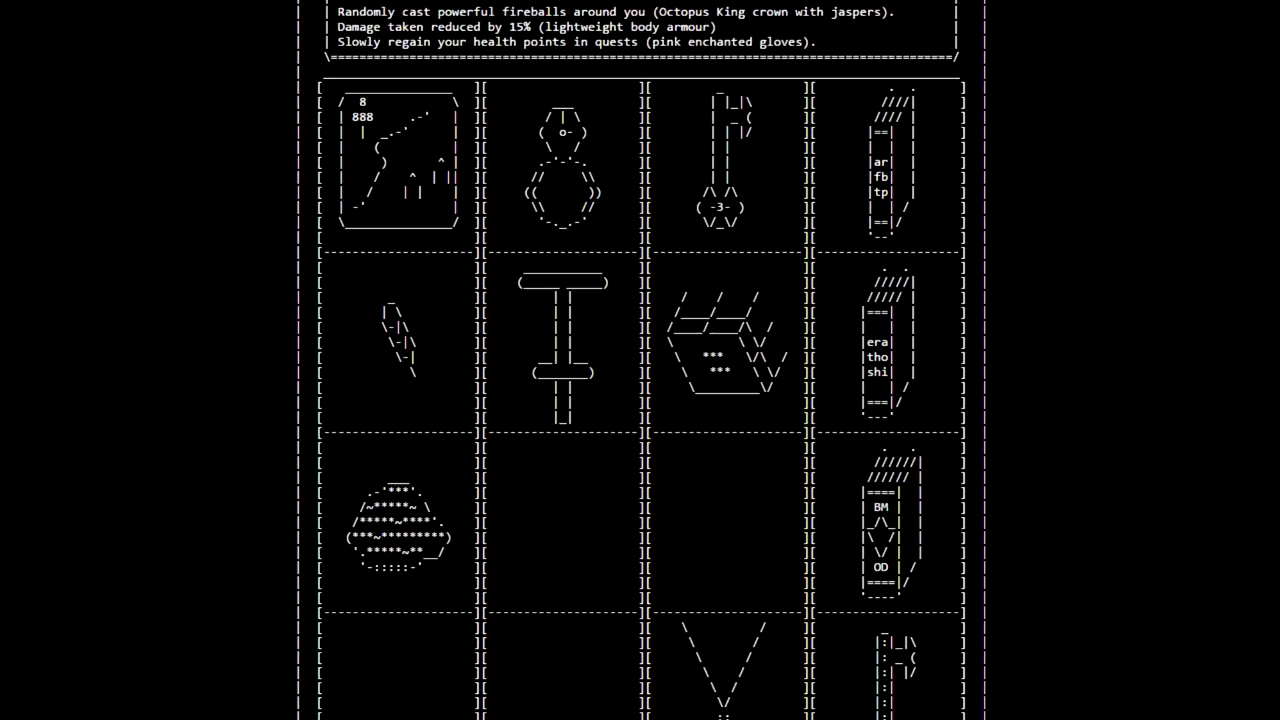 Randomly cast powerful fireballs around you (Octopus King crown with jaspers).
Damage taken reduced by 15% (lightweight body armour)
Slowly regain your health points in quests (pink enchanted gloves).
8
888
o-
-3-
ar
fb
tp
era
tho
shi
BM
OD